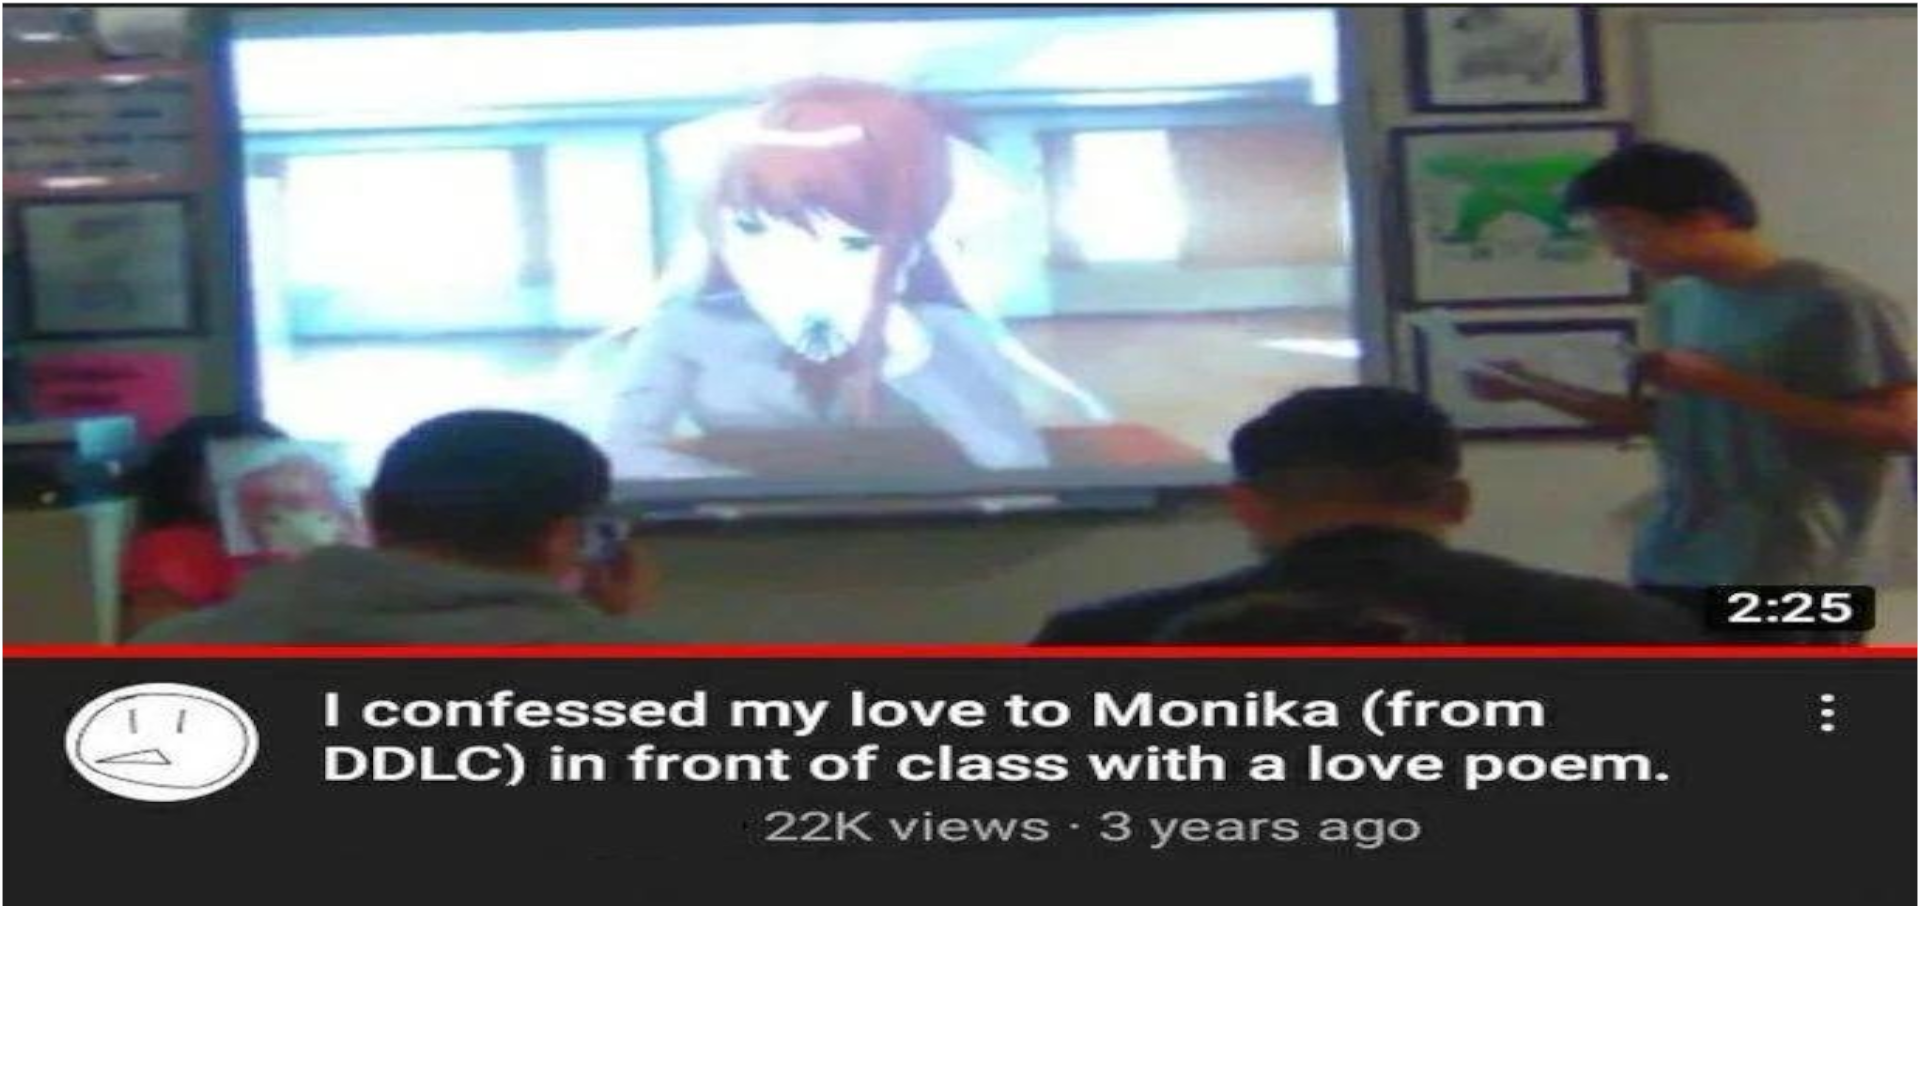 2:25
I confessed my love to Monika (from
DDLC) in front of class with a love poem.
22K views · 3 years ago